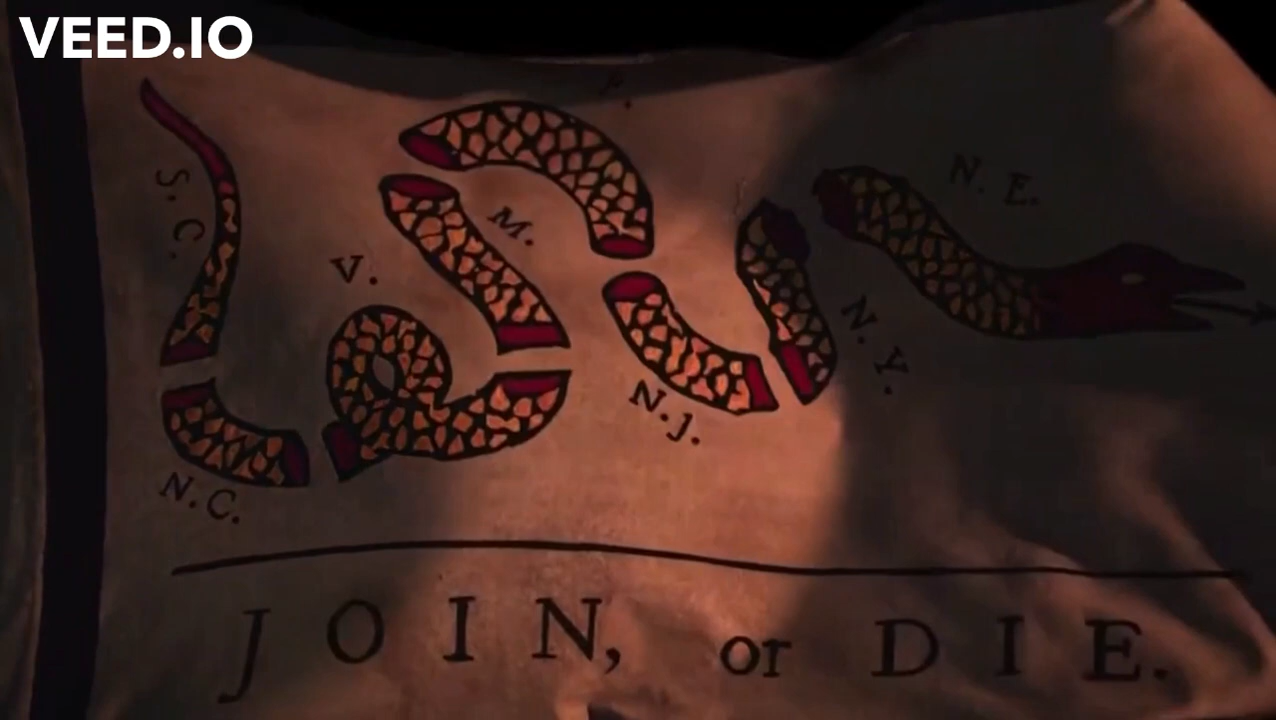 VEED.IO
P.
N. E.
S. C.
M.
V.
N. Y.
N.J.
N.C.
JOIN, or DIE.